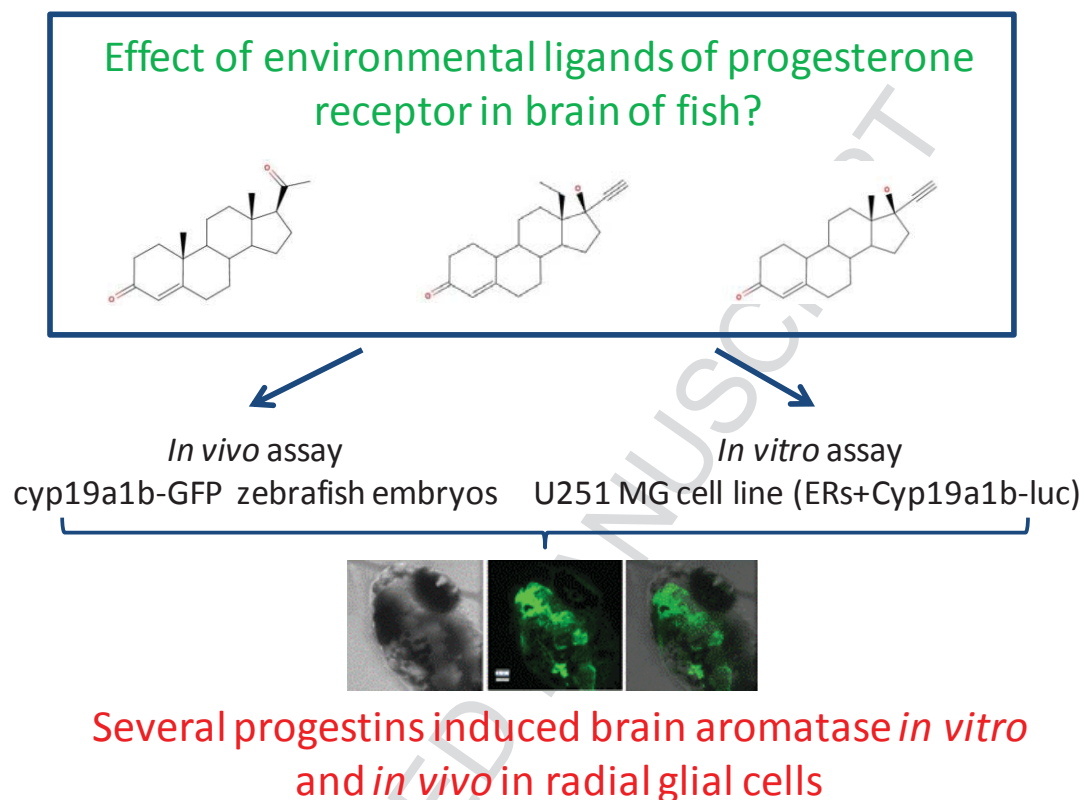 Effect of environmental ligands of progesterone
receptor in brain of fish?
O
O
O
O
O
O
In vivo assay
cyp19a1b-GFP zebrafish embryos
In vitro assay
U251 MG cell line (ERs+Cyp19a1b-luc)
Several progestins induced brain aromatase in vitro
and in vivo in radial glial cells
ED MANUSCRIPT